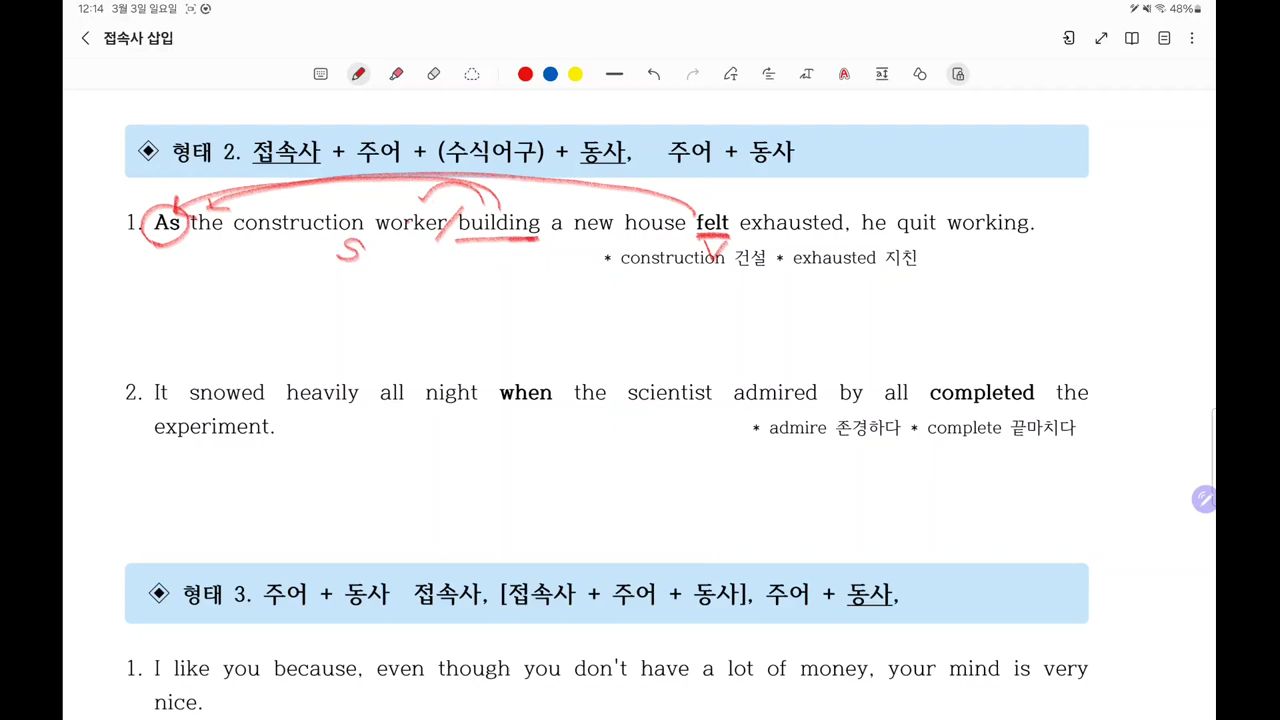 12:14 3월 3일 일요일 48%
접속사 삽입
형태 2. 접속사 + 주어 + (수식어구) + 동사, 주어 + 동사
1. As the construction worker building a new house felt exhausted, he quit working.
S V
* construction 건설 * exhausted 지친
2. It snowed heavily all night when the scientist admired by all completed the
experiment.
* admire 존경하다 * complete 끝마치다
형태 3. 주어 + 동사 접속사, [접속사 + 주어 + 동사], 주어 + 동사,
1. I like you because, even though you don't have a lot of money, your mind is very
nice.